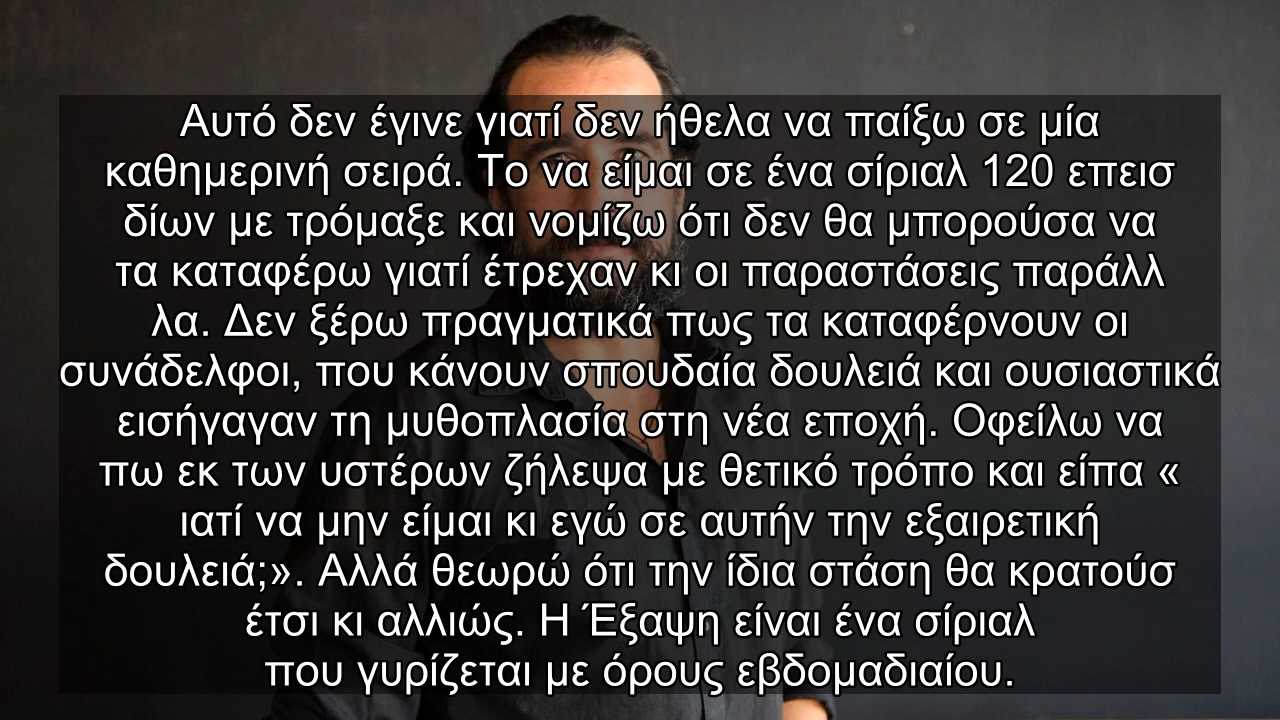 Αυτό δεν έγινε γιατί δεν ήθελα να παίξω σε μία
καθημερινή σειρά. Το να είμαι σε ένα σίριαλ 120 επεισ
δίων με τρόμαξε και νομίζω ότι δεν θα μπορούσα να
τα καταφέρω γιατί έτρεχαν κι οι παραστάσεις παράλλ
λα. Δεν ξέρω πραγματικά πως τα καταφέρνουν οι
συνάδελφοι, που κάνουν σπουδαία δουλειά και ουσιαστικά
εισήγαγαν τη μυθοπλασία στη νέα εποχή. Οφείλω να
πω εκ των υστέρων ζήλεψα με θετικό τρόπο και είπα «
ιατί να μην είμαι κι εγώ σε αυτήν την εξαιρετική
δουλειά;». Αλλά θεωρώ ότι την ίδια στάση θα κρατούσ
έτσι κι αλλιώς. Η Έξαψη είναι ένα σίριαλ
που γυρίζεται με όρους εβδομαδιαίου.